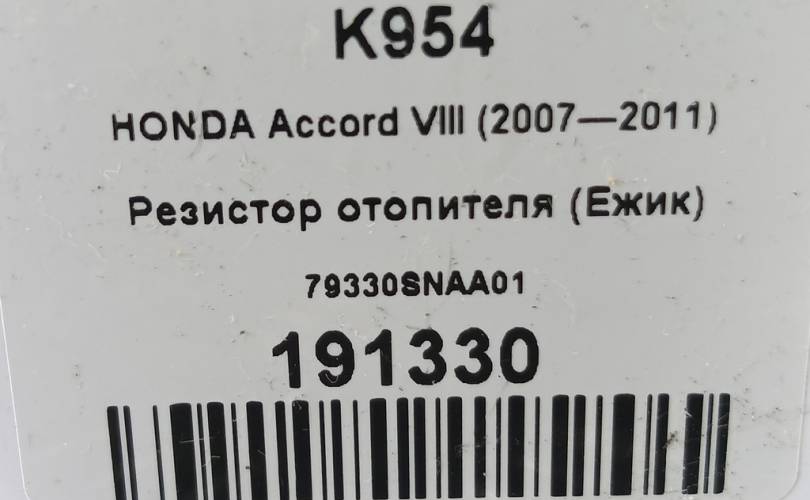 K954
HONDA Accord VIII (2007—2011)
Резистор отопителя (Ежик)
79330SNAA01
191330